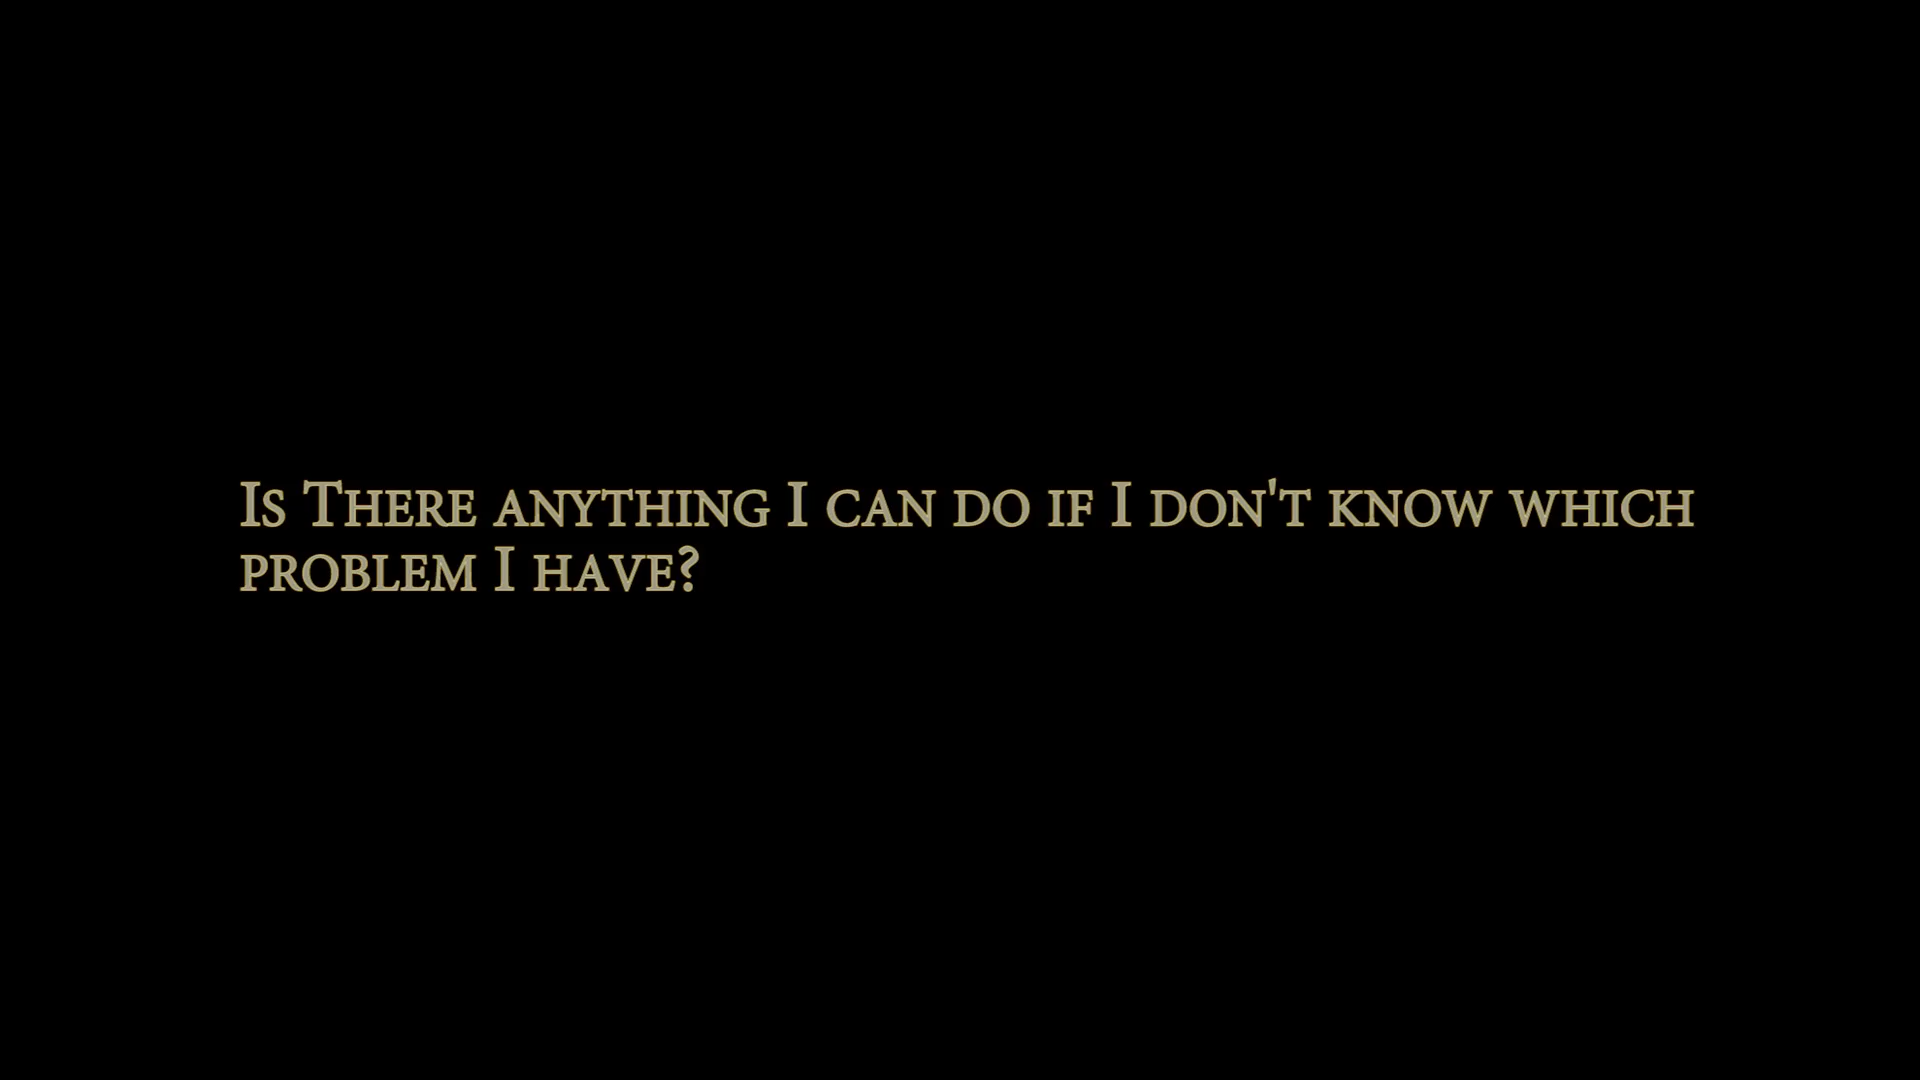 Is There anything I can do if I don't know which
problem I have?